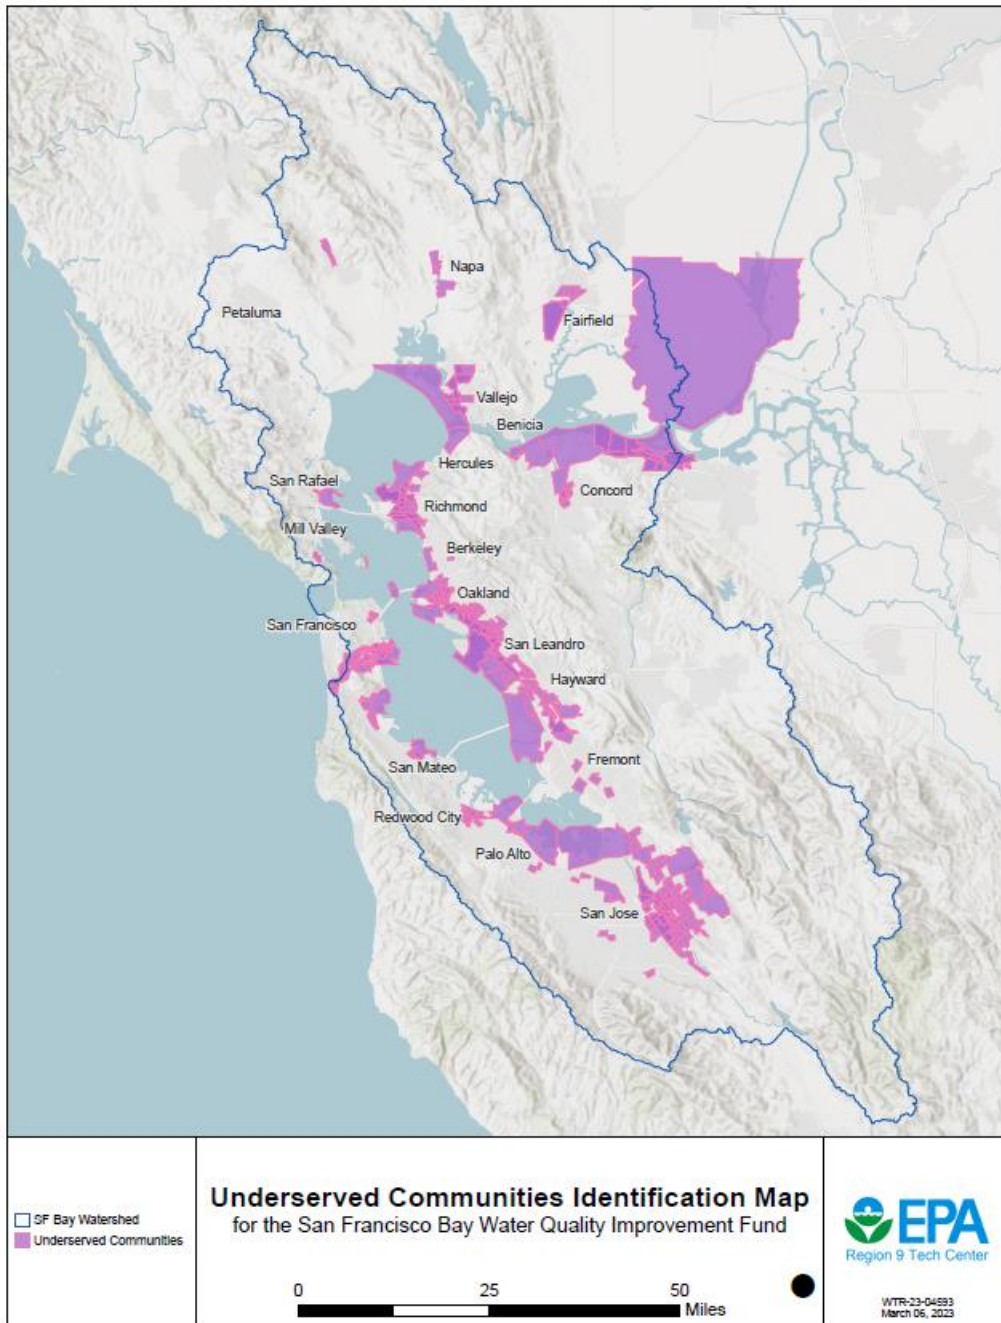 Napa
Petaluma
Fairfield
Vallejo
Benicia
Hercules
San Rafael
Concord
Richmond
Mill Valley
Berkeley
Oakland
San Francisco
San Leandro
Hayward
Fremont
San Mateo
Redwood City
Palo Alto
San Jose
SF Bay Watershed
Underserved Communities
Underserved Communities Identification Map
for the San Francisco Bay Water Quality Improvement Fund
0 25 50
Miles
EPA
Region 9 Tech Center
WTR-23-04593
March 06, 2023